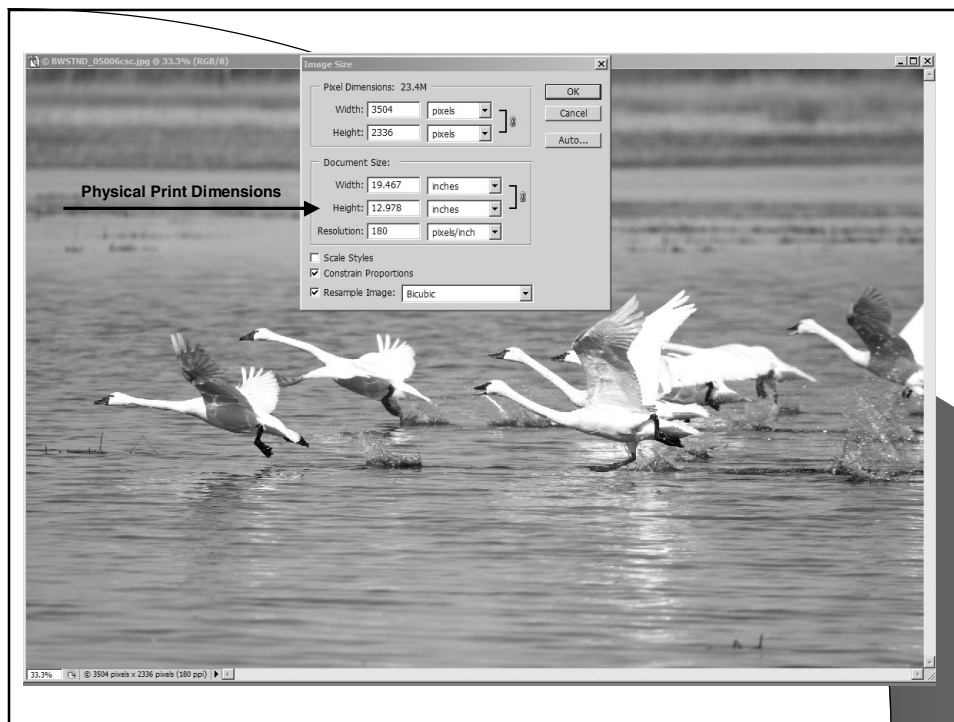 © BWSTND_05006csc.jpg @ 33.3% (RGB/8)
Image Size
Pixel Dimensions: 23.4M
Width: 3504 pixels
Height: 2336 pixels
OK
Cancel
Auto...
Document Size:
Width: 19.467 inches
Height: 12.978 inches
Resolution: 180 pixels/inch
Physical Print Dimensions
Scale Styles
Constrain Proportions
Resample Image: Bicubic
33.3% © 3504 pixels x 2336 pixels (180 ppi)